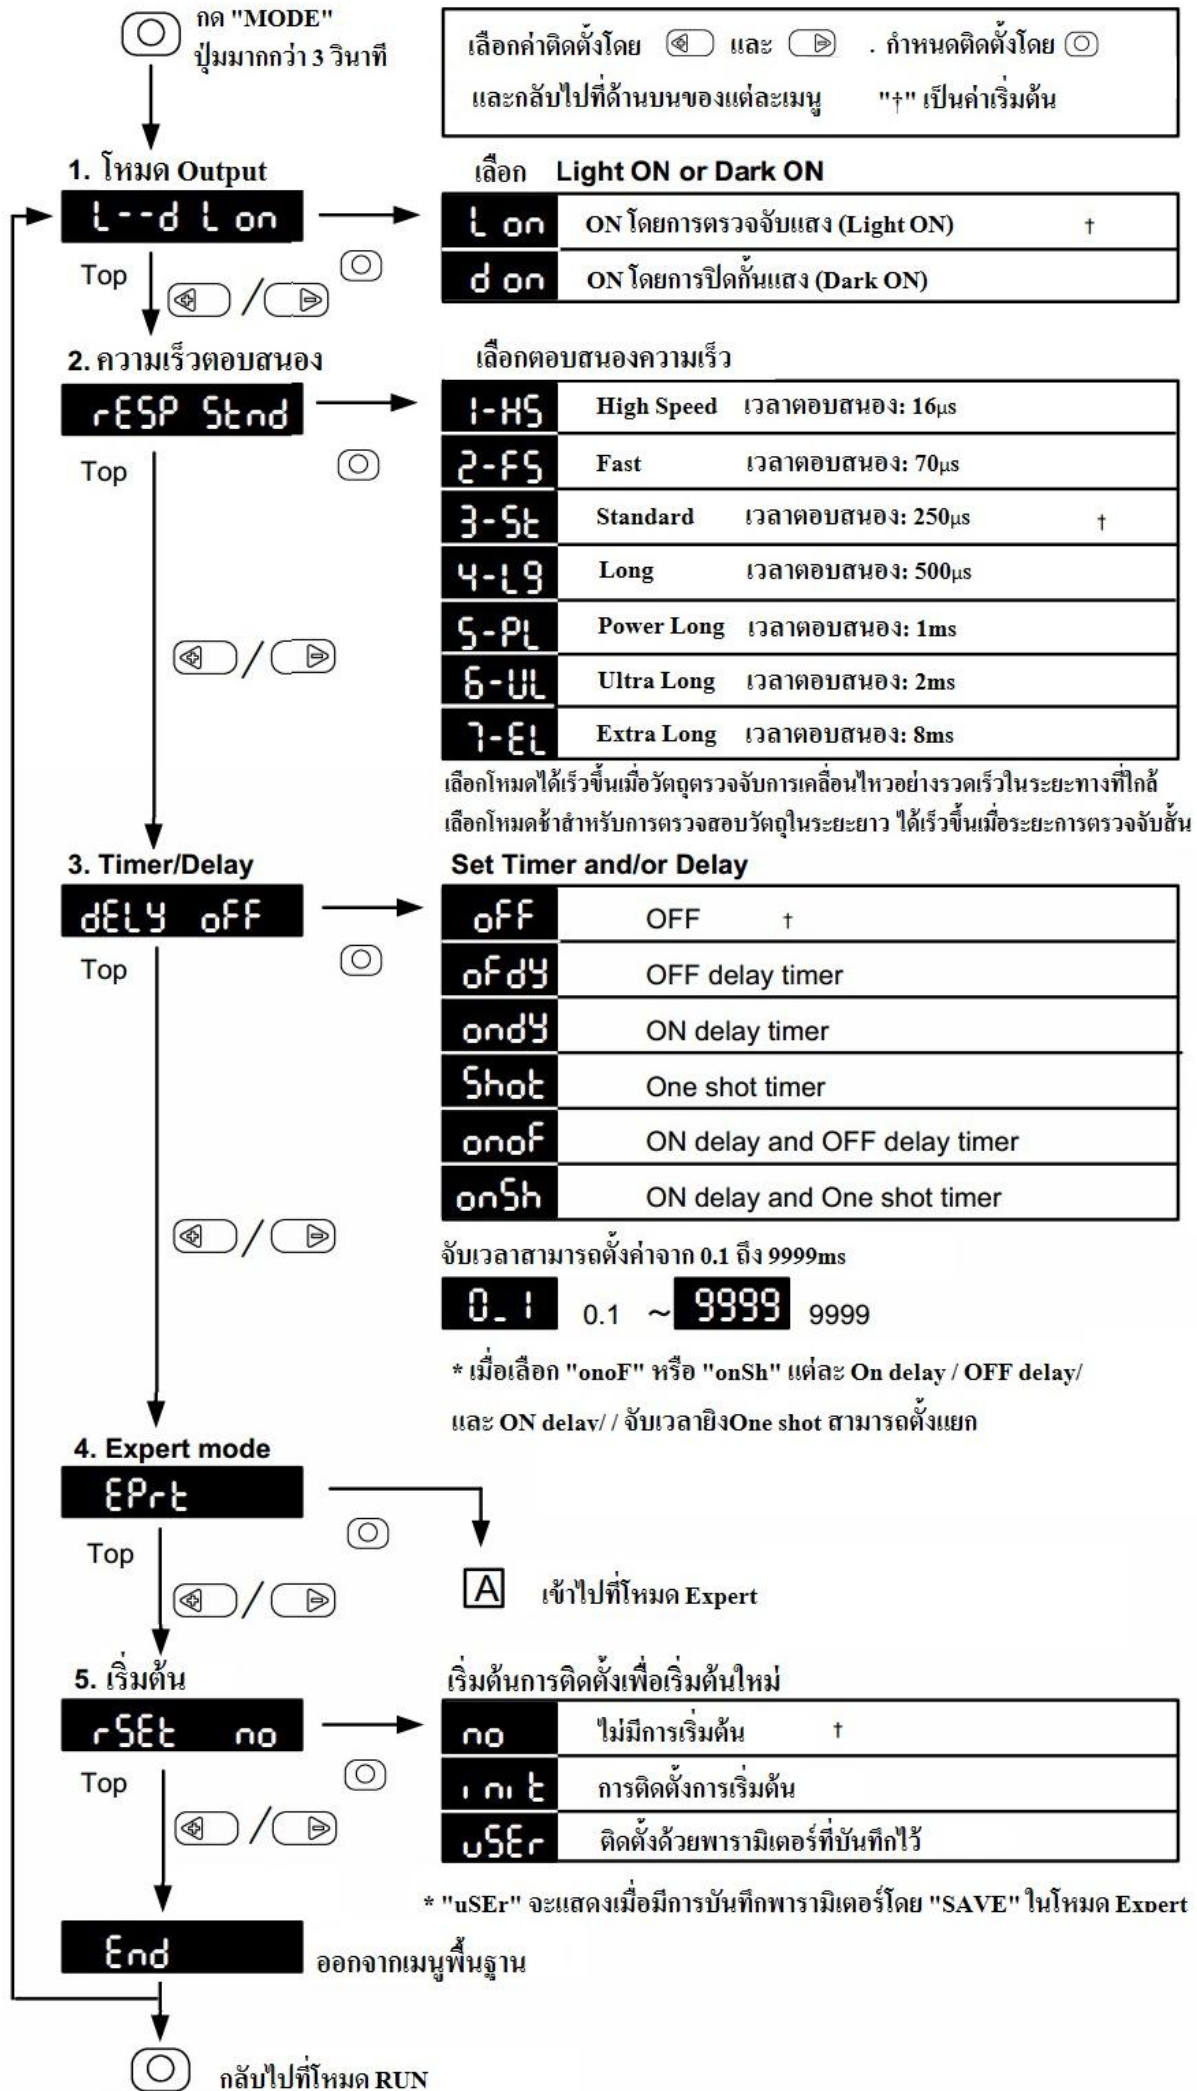 กด "MODE"
ปุ่มมากกว่า 3 วินาที
เลือกค่าติดตั้งโดย และ . กำหนดติดตั้งโดย
และกลับไปที่ด้านบนของแต่ละเมนู "†" เป็นค่าเริ่มต้น
1. โหมด Output
เลือก Light ON or Dark ON
L--d L on
L on ON โดยการตรวจจับแสง (Light ON) †
d on ON โดยการปิดกั้นแสง (Dark ON)
Top
2. ความเร็วตอบสนอง
เลือกตอบสนองความเร็ว
rESP Stnd
Top
1-HS High Speed เวลาตอบสนอง: 16µs
2-FS Fast เวลาตอบสนอง: 70µs
3-St Standard เวลาตอบสนอง: 250µs †
4-L9 Long เวลาตอบสนอง: 500µs
5-PL Power Long เวลาตอบสนอง: 1ms
6-UL Ultra Long เวลาตอบสนอง: 2ms
7-EL Extra Long เวลาตอบสนอง: 8ms
เลือกโหมดได้เร็วขึ้นเมื่อวัตถุตรวจจับการเคลื่อนไหวอย่างรวดเร็วในระยะทางที่ใกล้
เลือกโหมดช้าสำหรับการตรวจสอบวัตถุในระยะยาว ได้เร็วขึ้นเมื่อระยะการตรวจจับสั้น
3. Timer/Delay
Set Timer and/or Delay
dELY oFF
Top
oFF OFF †
oFdY OFF delay timer
ondY ON delay timer
Shot One shot timer
onoF ON delay and OFF delay timer
onSh ON delay and One shot timer
จับเวลาสามารถตั้งค่าจาก 0.1 ถึง 9999ms
0_1 0.1 ~ 9999 9999
* เมื่อเลือก "onoF" หรือ "onSh" แต่ละ On delay / OFF delay/
และ ON delay/ / จับเวลายิงOne shot สามารถตั้งแยก
4. Expert mode
EPrt
Top
A เข้าไปที่โหมด Expert
5. เริ่มต้น
เริ่มต้นการติดตั้งเพื่อเริ่มต้นใหม่
rSEt no
Top
no ไม่มีการเริ่มต้น †
init การติดตั้งการเริ่มต้น
uSEr ติดตั้งด้วยพารามิเตอร์ที่บันทึกไว้
* "uSEr" จะแสดงเมื่อมีการบันทึกพารามิเตอร์โดย "SAVE" ในโหมด Expert
End ออกจากเมนูพื้นฐาน
กลับไปที่โหมด RUN